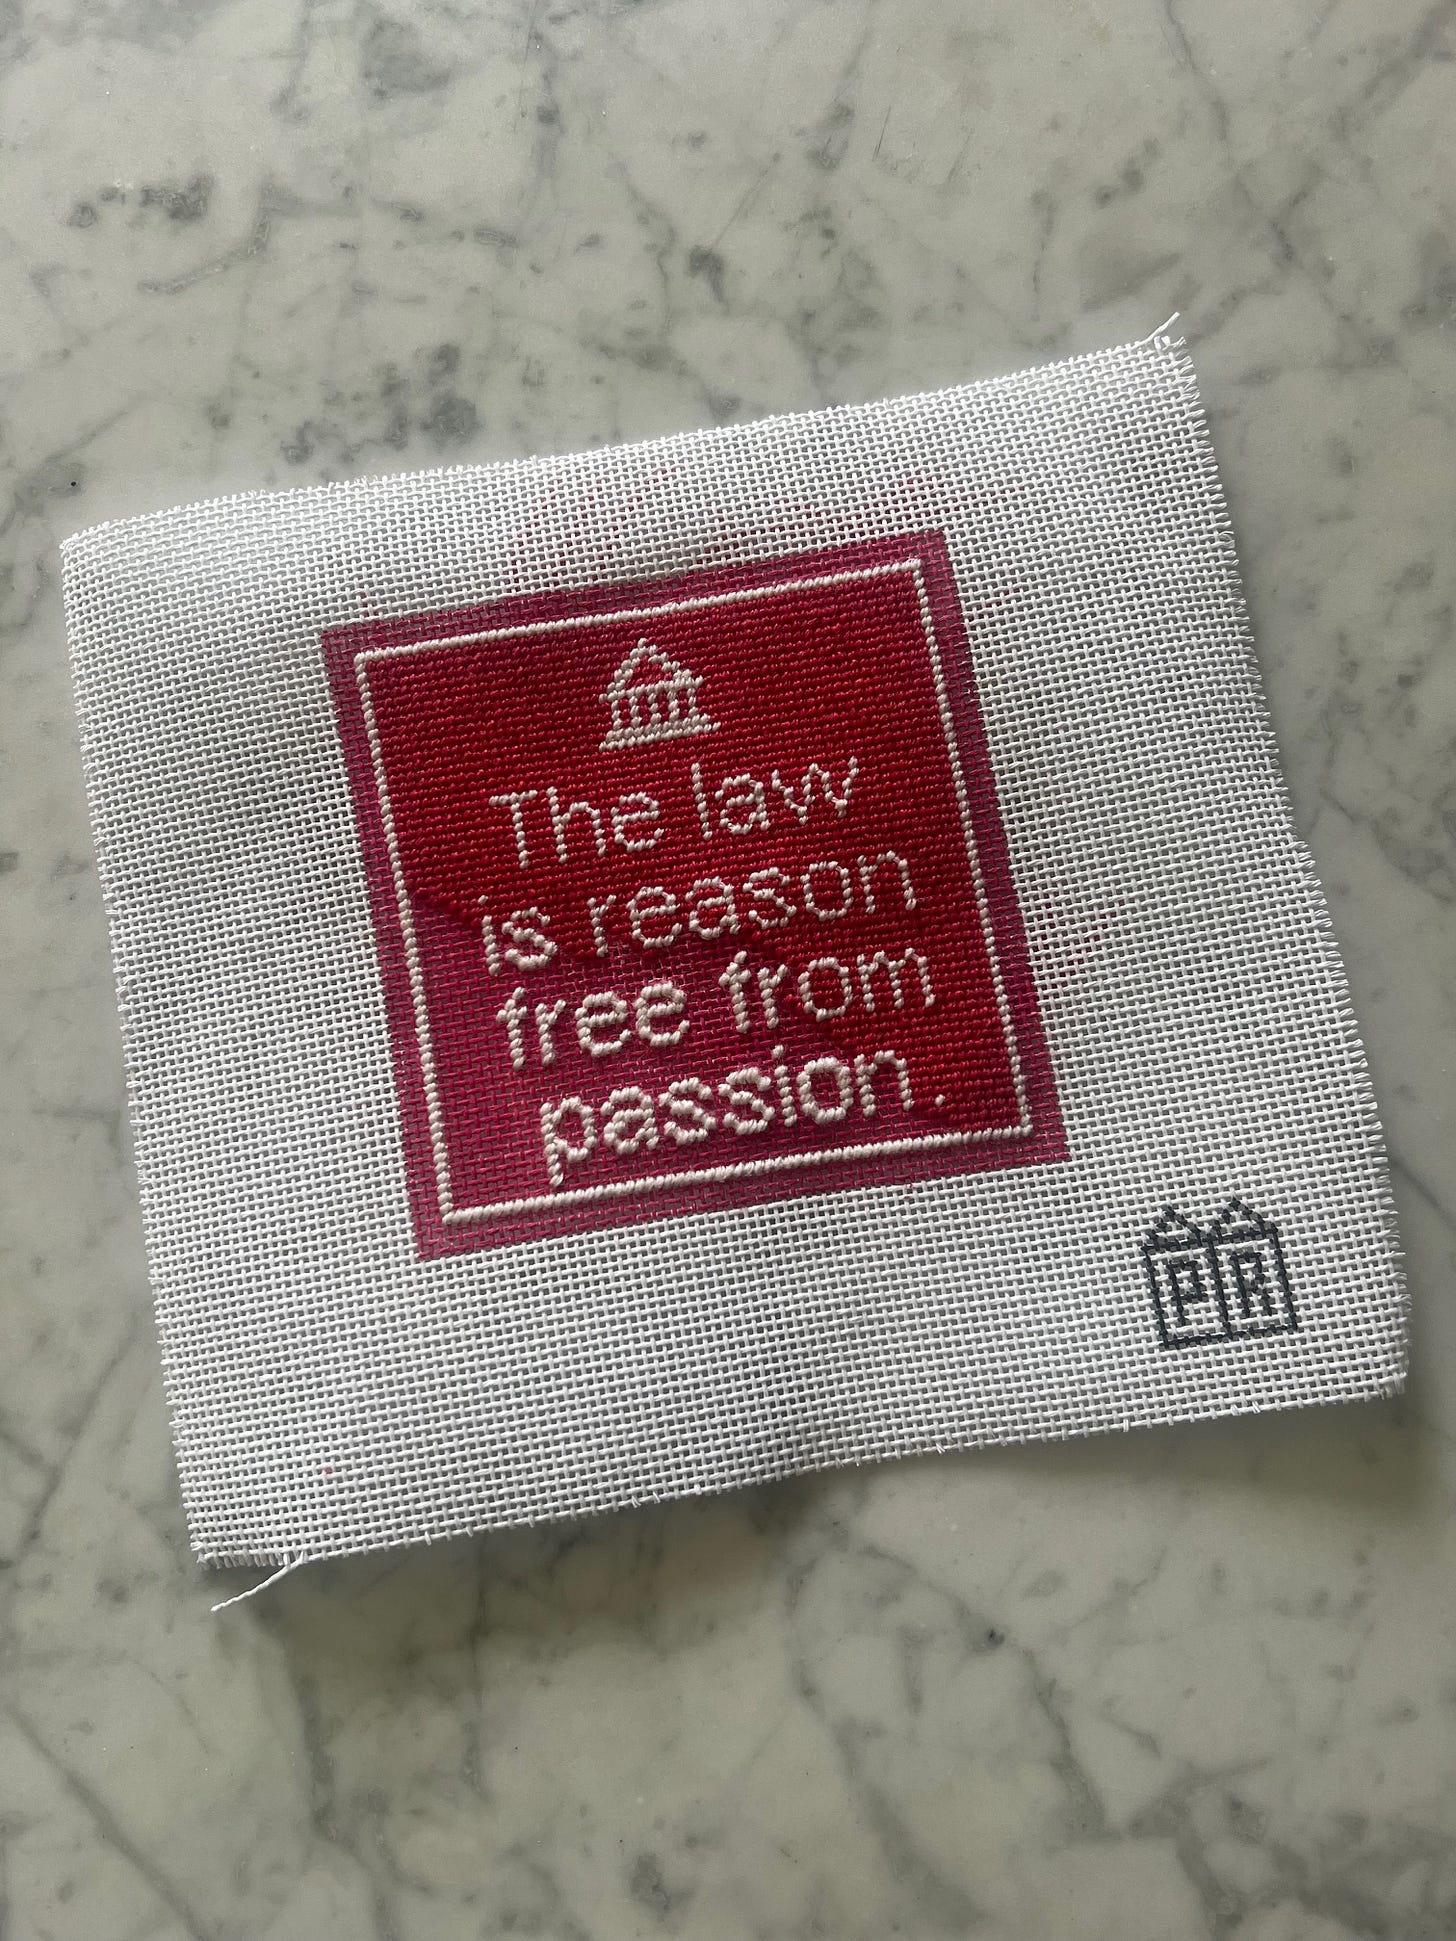 The law
is reason
free from
passion.
PR